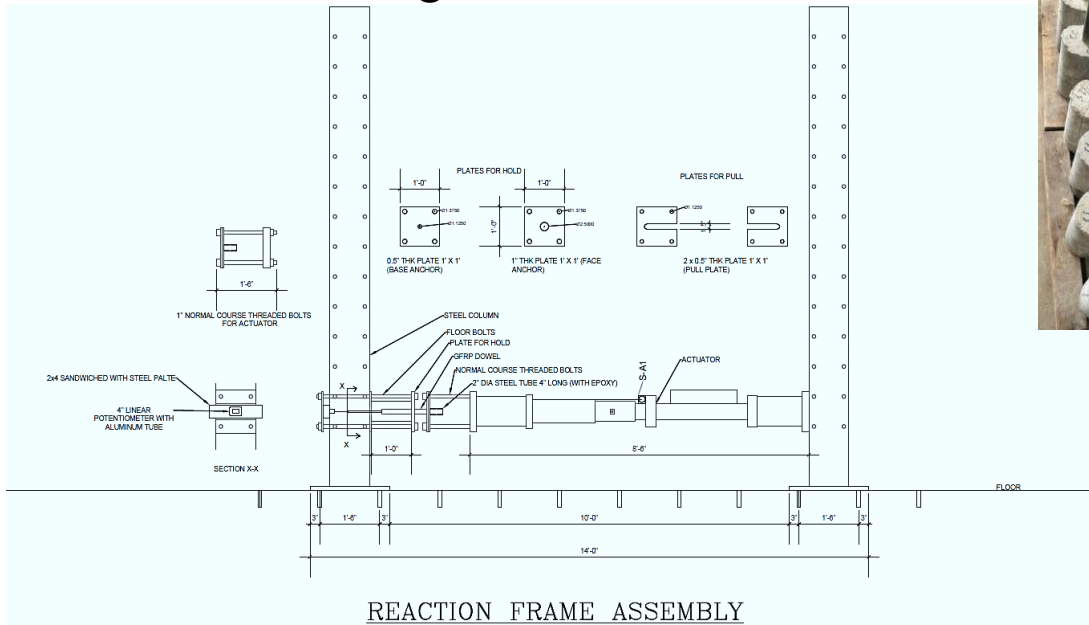 PLATES FOR HOLD
PLATES FOR PULL
1'-0"
1'-0"
1'-0"
Ø1.3750
Ø1.1250
Ø1.3750
Ø2.5000
Ø1.1250
0.5" THK PLATE 1' X 1'
(BASE ANCHOR)
1" THK PLATE 1' X 1' (FACE
ANCHOR)
2 x 0.5" THK PLATE 1' X 1'
(PULL PLATE)
1'-6"
1" NORMAL COURSE THREADED BOLTS
FOR ACTUATOR
STEEL COLUMN
FLOOR BOLTS
PLATE FOR HOLD
GFRP DOWEL
NORMAL COURSE THREADED BOLTS
2" DIA STEEL TUBE 4" LONG (WITH EPOXY)
S-A1
ACTUATOR
2x4 SANDWICHED WITH STEEL PALTE
4" LINEAR
POTENTIOMETER WITH
ALUMINUM TUBE
SECTION X-X
X
X
1'-0"
8'-6"
FLOOR
3"
1'-6"
3"
10'-0"
3"
1'-6"
3"
14'-0"
REACTION FRAME ASSEMBLY